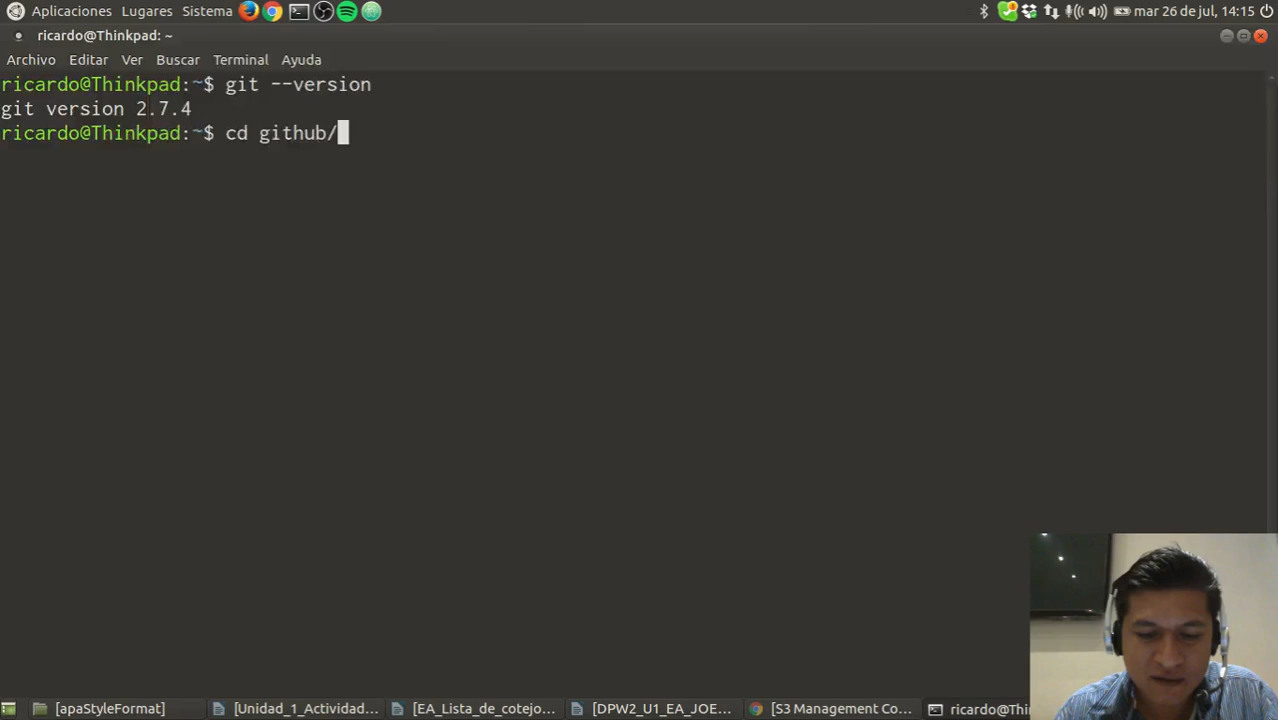 Aplicaciones Lugares Sistema mar 26 de jul, 14:15
ricardo@Thinkpad: ~
Archivo Editar Ver Buscar Terminal Ayuda
ricardo@Thinkpad:~$ git --version
git version 2.7.4
ricardo@Thinkpad:~$ cd github/
[apaStyleFormat] [Unidad_1_Actividad... [EA_Lista_de_cotejo... [DPW2_U1_EA_JOE... [S3 Management Co... ricardo@Thin